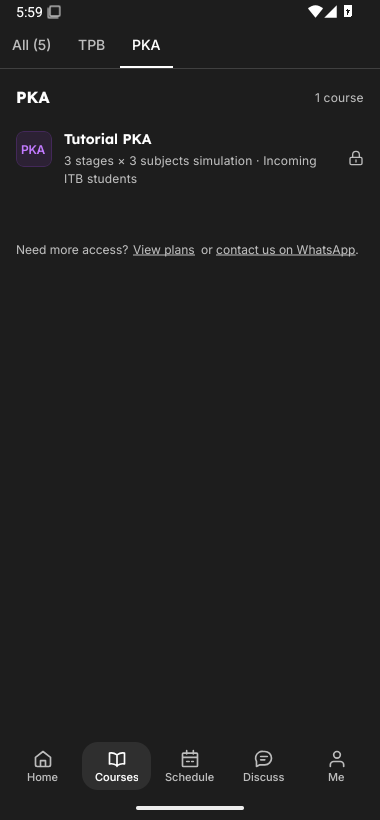 5:59
All (5) TPB PKA
PKA 1 course
PKA Tutorial PKA
3 stages × 3 subjects simulation · Incoming
ITB students
Need more access? View plans or contact us on WhatsApp.
Home Courses Schedule Discuss Me